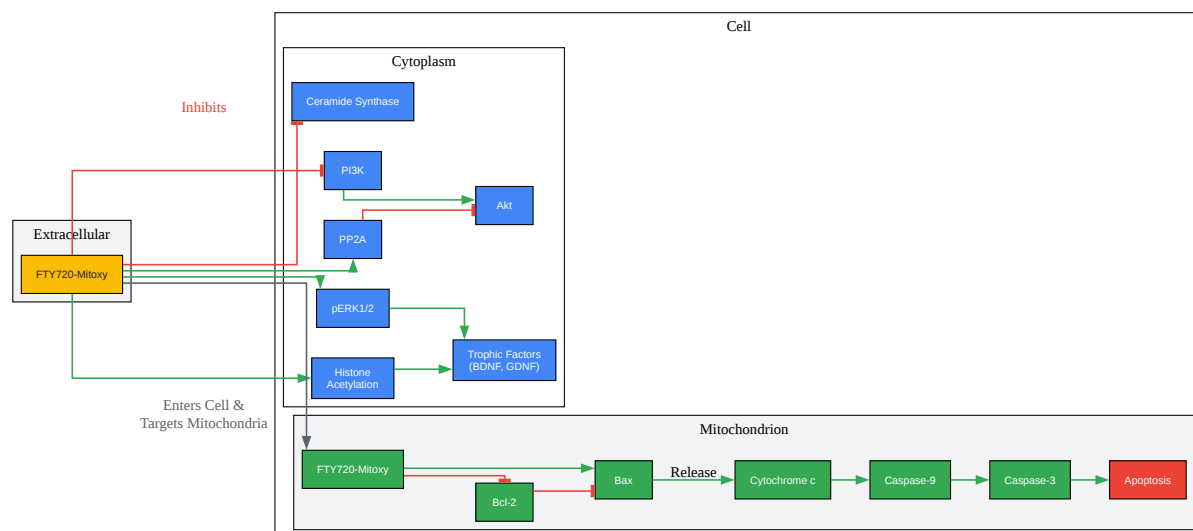 Cell
Cytoplasm
Ceramide Synthase
Inhibits
PI3K
Akt
Extracellular
PP2A
FTY720-Mitoxy
pERK1/2
Trophic Factors
(BDNF, GDNF)
Histone
Acetylation
Enters Cell &
Targets Mitochondria
Mitochondrion
FTY720-Mitoxy
Bax
Release
Cytochrome c
Caspase-9
Caspase-3
Apoptosis
Bcl-2